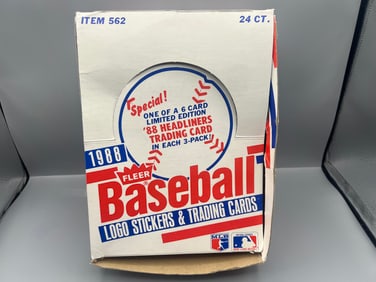 ITEM 562
24 CT.
Special!
ONE OF A 6 CARD
LIMITED EDITION
'88 HEADLINERS
TRADING CARD
IN EACH 3-PACK!
1988
FLEER
Baseball
LOGO STICKERS & TRADING CARDS